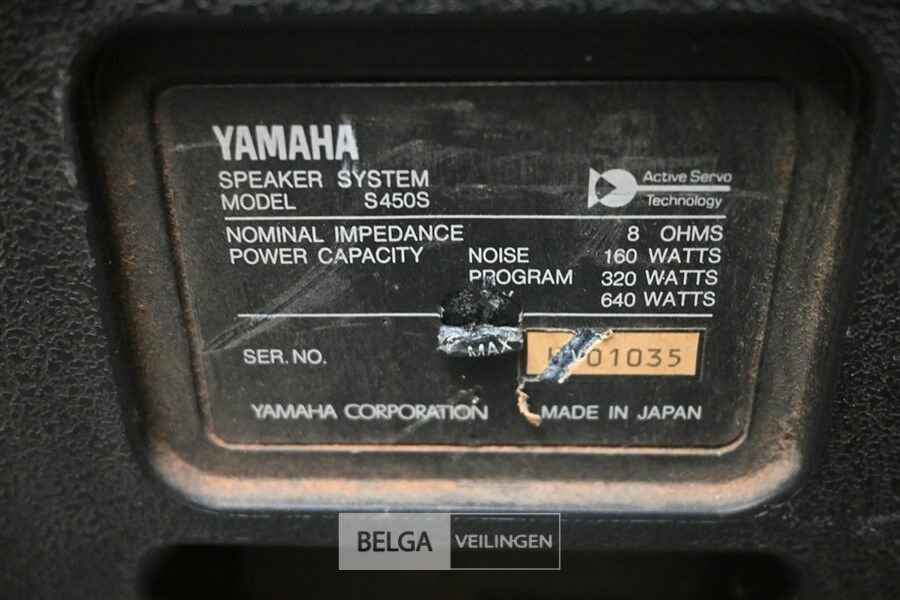 YAMAHA
SPEAKER SYSTEM
MODEL S450S
Active Servo
Technology
NOMINAL IMPEDANCE 8 OHMS
POWER CAPACITY NOISE 160 WATTS
PROGRAM 320 WATTS
MAX 640 WATTS
SER. NO. 01035
YAMAHA CORPORATION MADE IN JAPAN
BELGA VEILINGEN